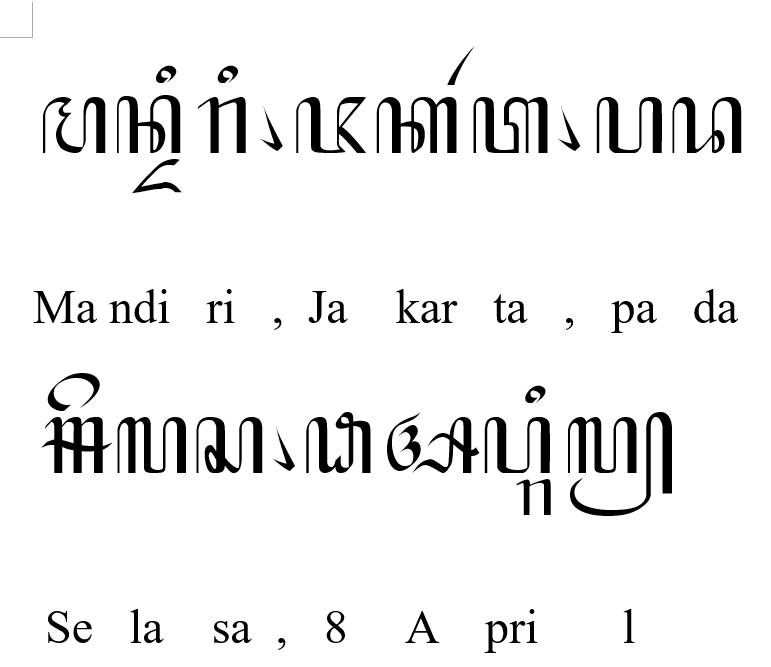 ꦩꦤ꧀ꦢꦶꦫꦶ꧈ꦗꦏꦂꦠ꧈ꦥꦢ
Ma ndi ri , Ja kar ta , pa da
ꦯꦼꦭꦱ꧈꧘ꦄꦥ꧀ꦫꦶꦭ꧀
Se la sa , 8 A pri l